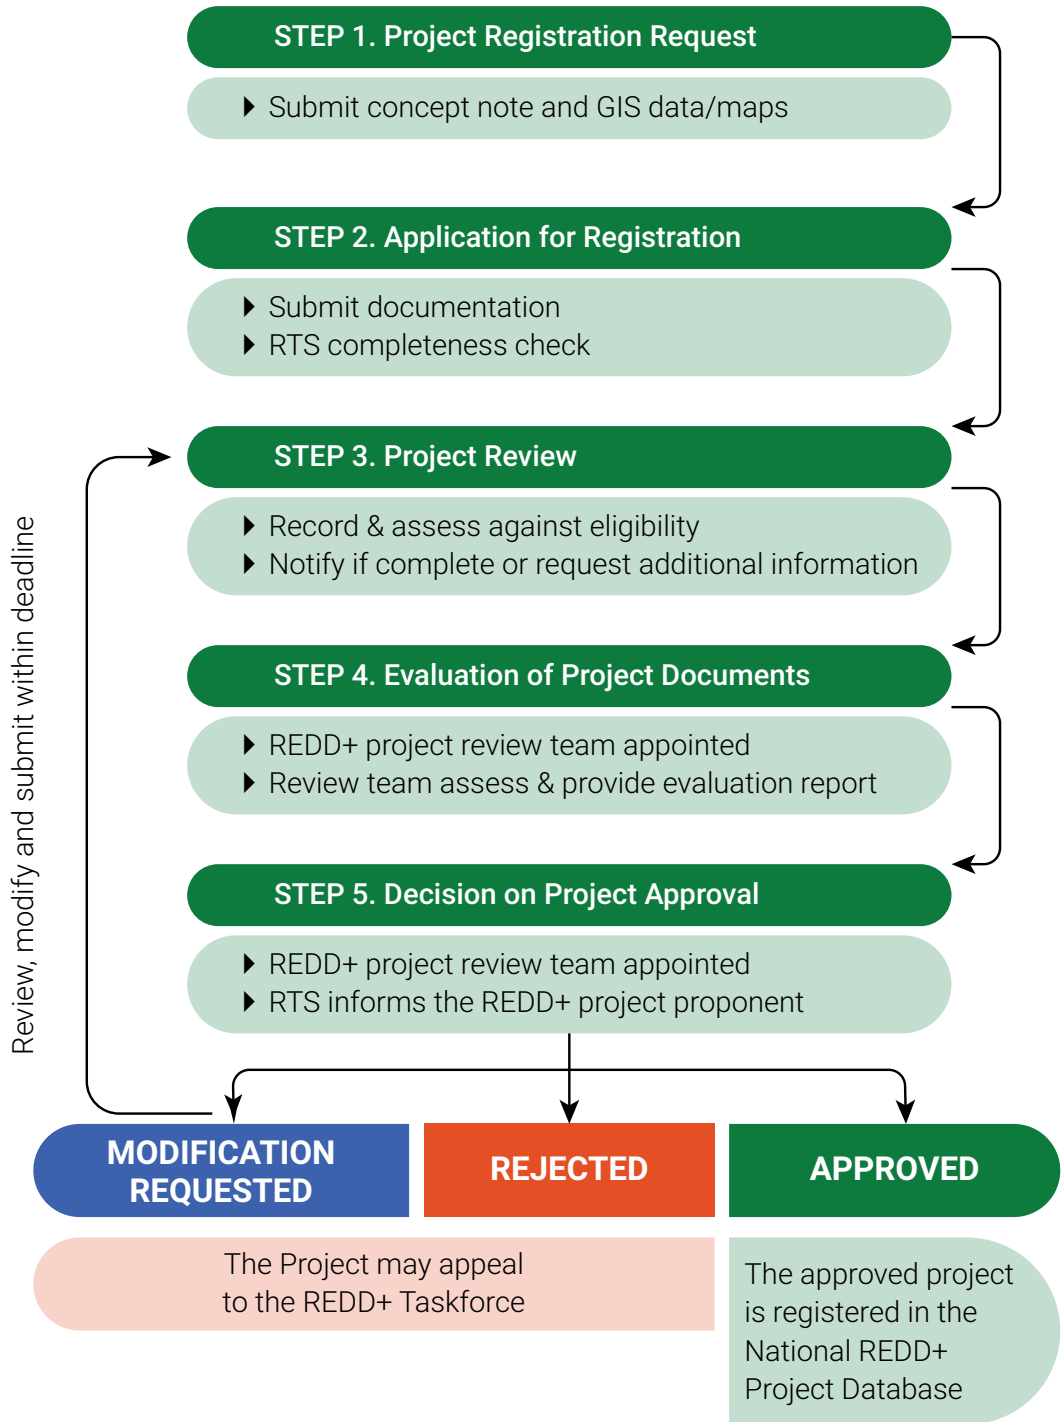 STEP 1. Project Registration Request
Submit concept note and GIS data/maps
STEP 2. Application for Registration
Submit documentation
RTS completeness check
STEP 3. Project Review
Record & assess against eligibility
Notify if complete or request additional information
STEP 4. Evaluation of Project Documents
REDD+ project review team appointed
Review team assess & provide evaluation report
STEP 5. Decision on Project Approval
REDD+ project review team appointed
RTS informs the REDD+ project proponent
Review, modify and submit within deadline
MODIFICATION
REQUESTED
REJECTED
APPROVED
The Project may appeal
to the REDD+ Taskforce
The approved project
is registered in the
National REDD+
Project Database